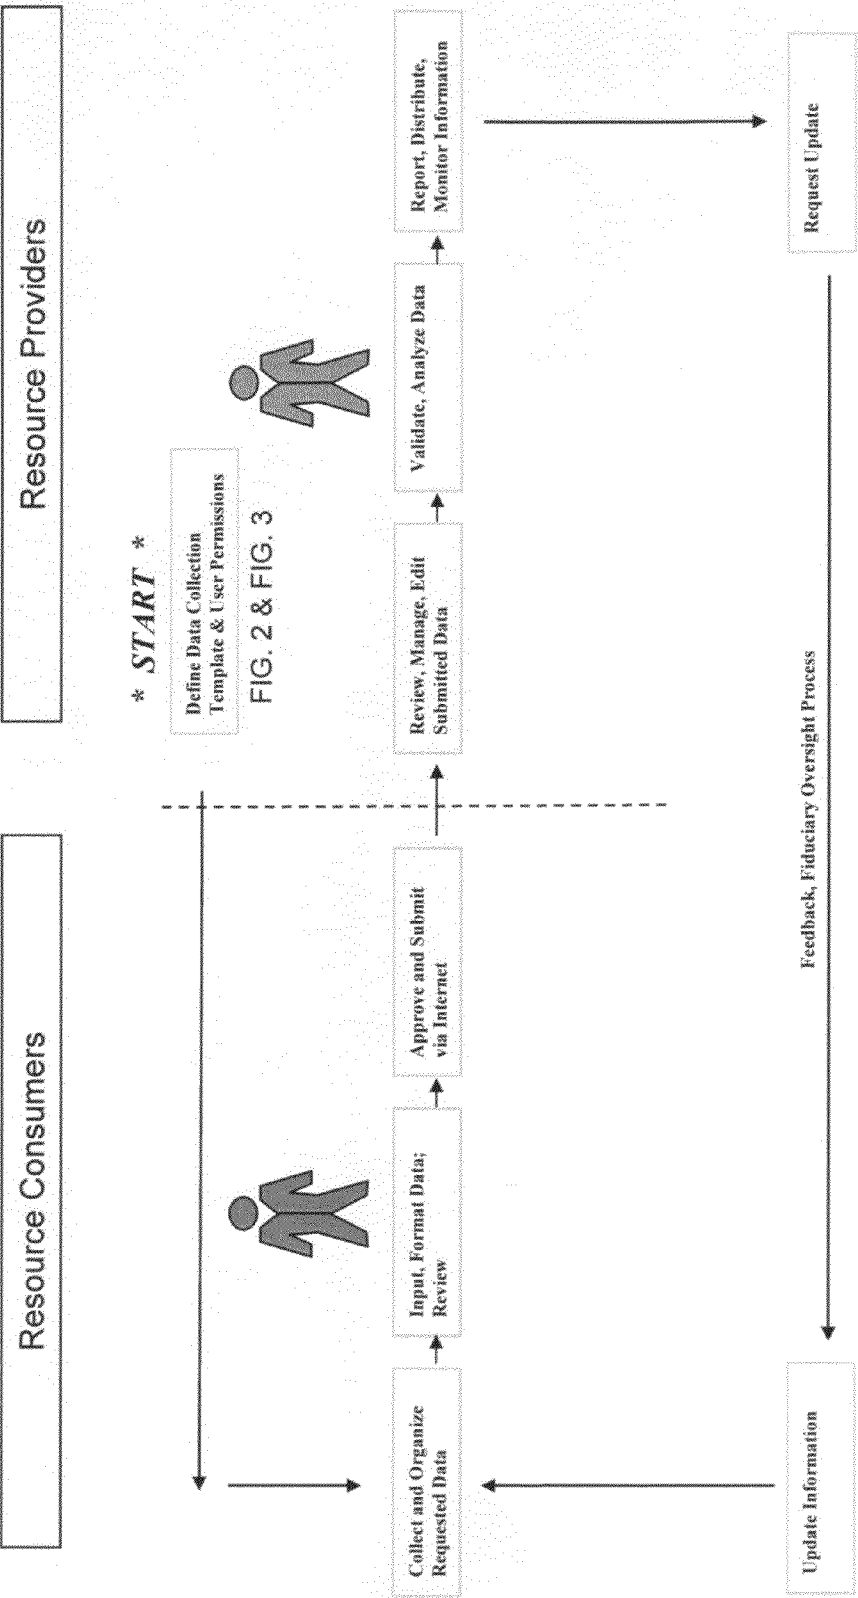 Resource Consumers
Resource Providers
* START *
Define Data Collection
Template & User Permissions
FIG. 2 & FIG. 3
Collect and Organize
Requested Data
Input, Format Data;
Review
Approve and Submit
via Internet
Review, Manage, Edit
Submitted Data
Validate, Analyze Data
Report, Distribute,
Monitor Information
Update Information
Feedback, Fiduciary Oversight Process
Request Update